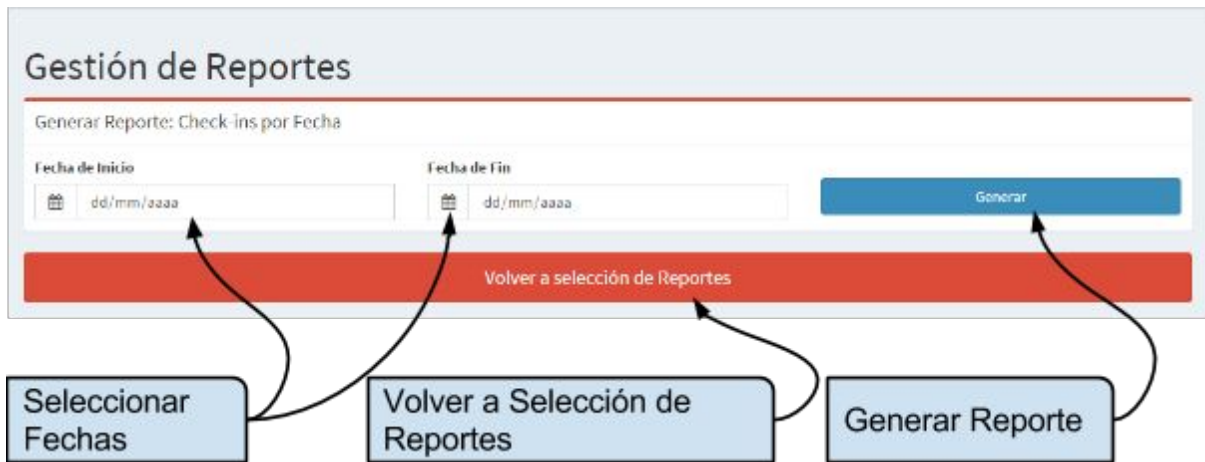 Gestión de Reportes
Generar Reporte: Check-ins por Fecha
Fecha de Inicio
Fecha de Fin
dd/mm/aaaa
dd/mm/aaaa
Generar
Volver a selección de Reportes
Seleccionar
Fechas
Volver a Selección de
Reportes
Generar Reporte